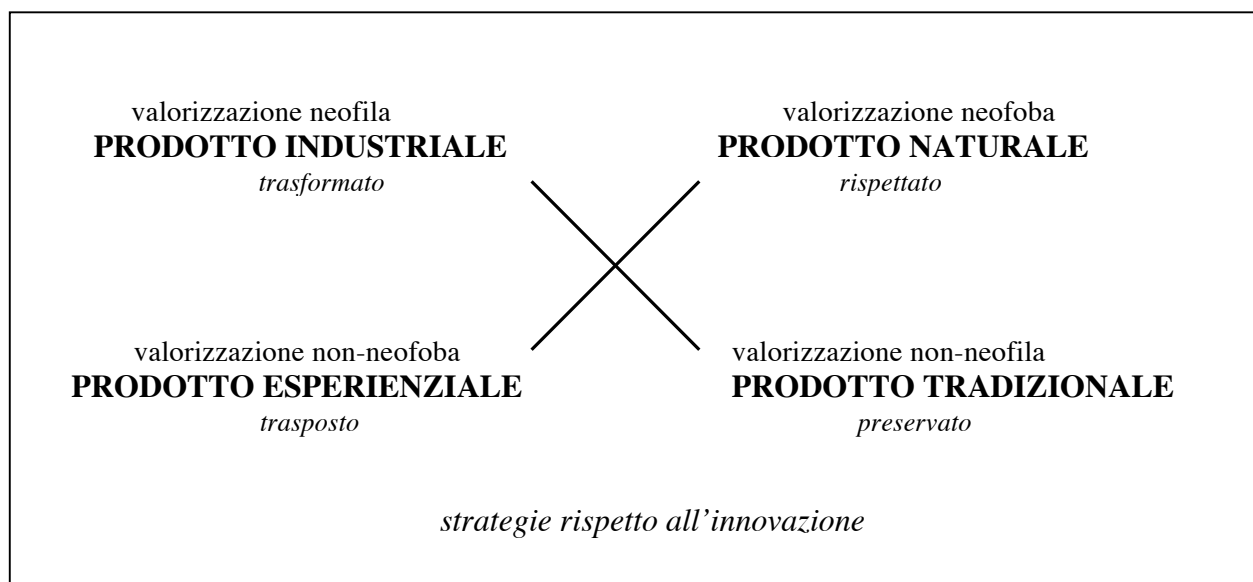 valorizzazione neofila
PRODOTTO INDUSTRIALE
trasformato
valorizzazione neofoba
PRODOTTO NATURALE
rispettato
valorizzazione non-neofoba
PRODOTTO ESPERIENZIALE
trasposto
valorizzazione non-neofila
PRODOTTO TRADIZIONALE
preservato
strategie rispetto all’innovazione